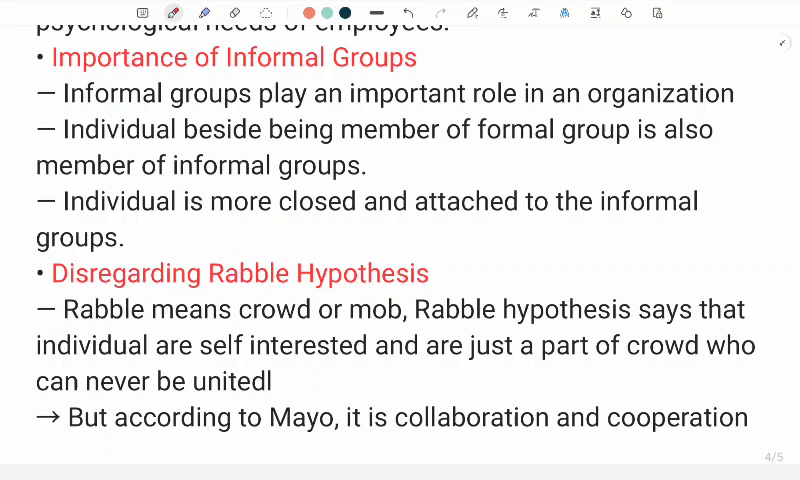 psychological needs of employees.
• Importance of Informal Groups
— Informal groups play an important role in an organization
— Individual beside being member of formal group is also
member of informal groups.
— Individual is more closed and attached to the informal
groups.
• Disregarding Rabble Hypothesis
— Rabble means crowd or mob, Rabble hypothesis says that
individual are self interested and are just a part of crowd who
can never be unitedl
→ But according to Mayo, it is collaboration and cooperation
4/5